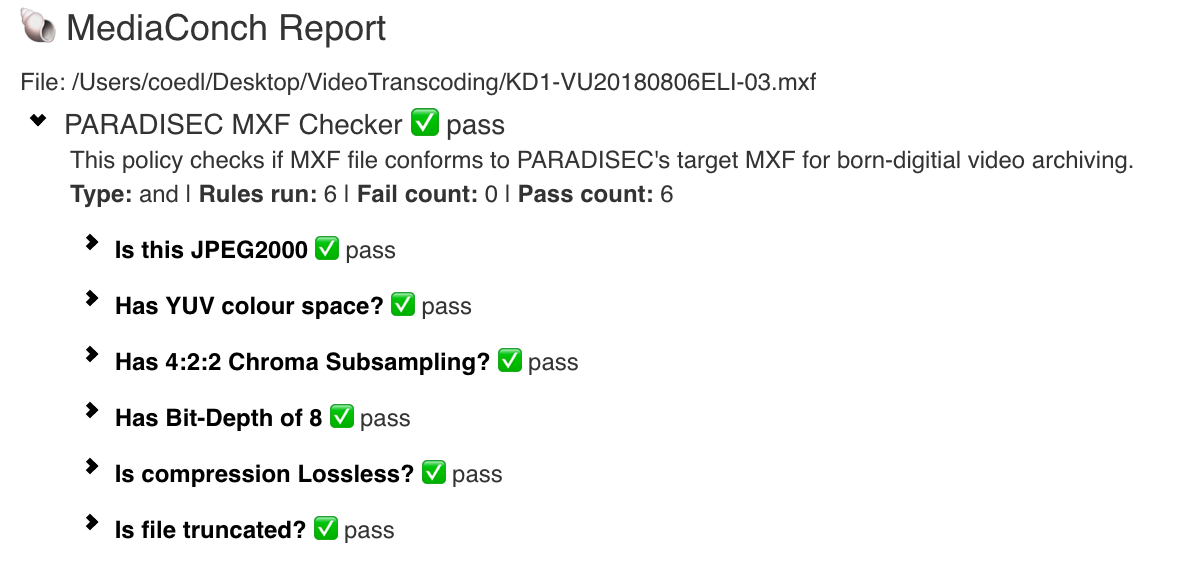 MediaConch Report
File: /Users/coedl/Desktop/VideoTranscoding/KD1-VU20180806ELI-03.mxf
PARADISEC MXF Checker ✅ pass
This policy checks if MXF file conforms to PARADISEC's target MXF for born-digitial video archiving.
Type: and | Rules run: 6 | Fail count: 0 | Pass count: 6
Is this JPEG2000 ✅ pass
Has YUV colour space? ✅ pass
Has 4:2:2 Chroma Subsampling? ✅ pass
Has Bit-Depth of 8 ✅ pass
Is compression Lossless? ✅ pass
Is file truncated? ✅ pass